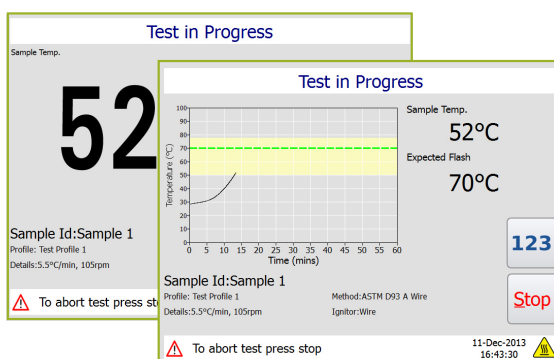 Test in Progress
Sample Temp.
52
Sample Id:Sample 1
Profile: Test Profile 1
Details:5.5°C/min, 105rpm
To abort test press st
Test in Progress
100
90
80
70
60
50
40
30
20
10
0
Temperature (°C)
0 5 10 15 20 25 30 35 40 45 50 55 60
Time (mins)
Sample Temp.
52°C
Expected Flash
70°C
123
Sample Id:Sample 1
Profile: Test Profile 1 Method:ASTM D93 A Wire
Details:5.5°C/min, 105rpm Ignitor:Wire
Stop
To abort test press stop
11-Dec-2013
16:43:30